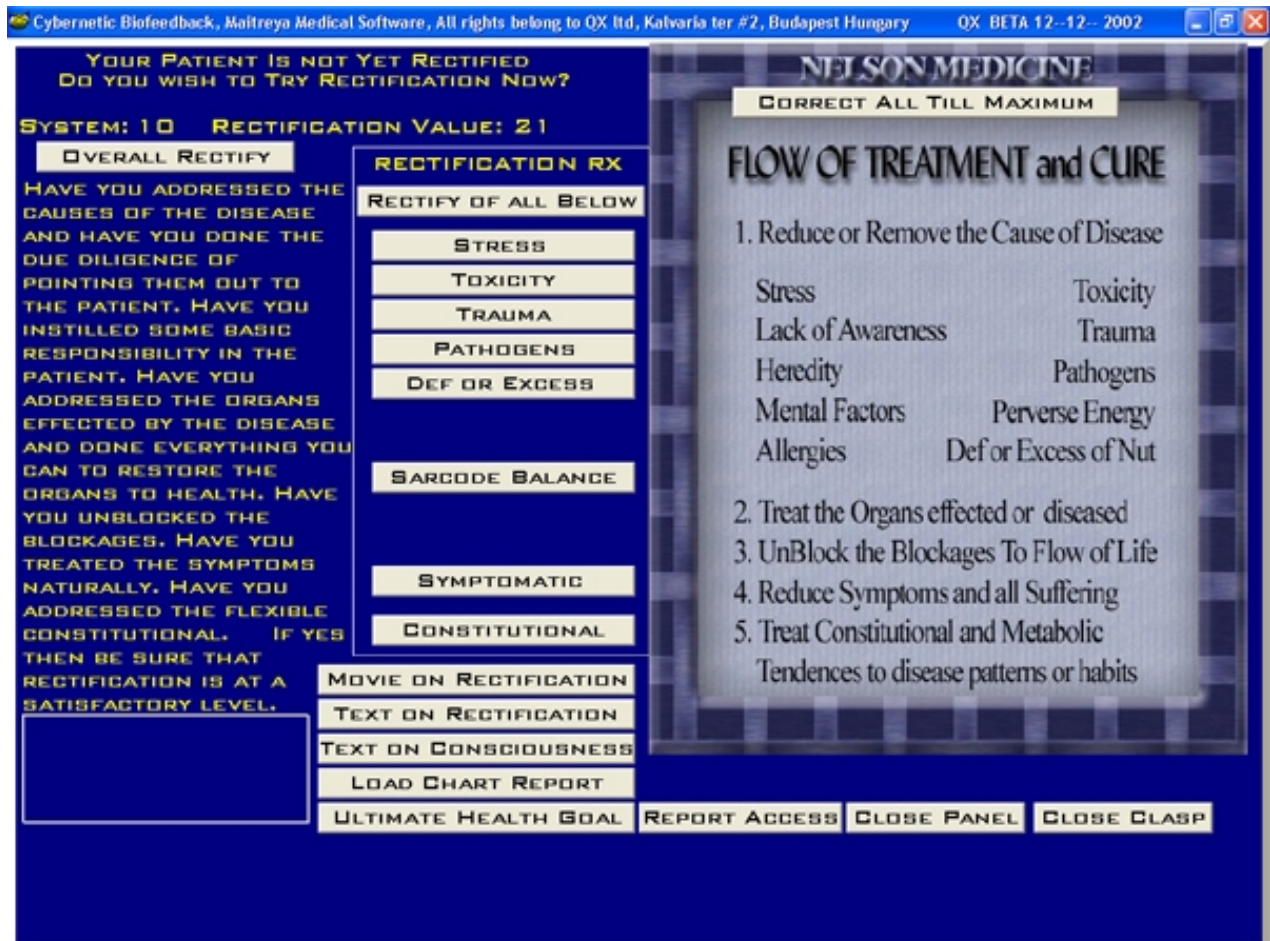 Cybernetic Biofeedback, Maitreya Medical Software, All rights belong to QX ltd, Kalvaria ter #2, Budapest Hungary QX BETA 12--12-- 2002
YOUR PATIENT IS NOT YET RECTIFIED
DO YOU WISH TO TRY RECTIFICATION NOW?
SYSTEM: 10 RECTIFICATION VALUE: 21
OVERALL RECTIFY
HAVE YOU ADDRESSED THE
CAUSES OF THE DISEASE
AND HAVE YOU DONE THE
DUE DILIGENCE OF
POINTING THEM OUT TO
THE PATIENT. HAVE YOU
INSTILLED SOME BASIC
RESPONSIBILITY IN THE
PATIENT. HAVE YOU
ADDRESSED THE ORGANS
EFFECTED BY THE DISEASE
AND DONE EVERYTHING YOU
CAN TO RESTORE THE
ORGANS TO HEALTH. HAVE
YOU UNBLOCKED THE
BLOCKAGES. HAVE YOU
TREATED THE SYMPTOMS
NATURALLY. HAVE YOU
ADDRESSED THE FLEXIBLE
CONSTITUTIONAL. IF YES
THEN BE SURE THAT
RECTIFICATION IS AT A
SATISFACTORY LEVEL.
RECTIFICATION RX
RECTIFY OF ALL BELOW
STRESS
TOXICITY
TRAUMA
PATHOGENS
DEF OR EXCESS
SARCODE BALANCE
SYMPTOMATIC
CONSTITUTIONAL
MOVIE ON RECTIFICATION
TEXT ON RECTIFICATION
TEXT ON CONSCIOUSNESS
LOAD CHART REPORT
ULTIMATE HEALTH GOAL REPORT ACCESS CLOSE PANEL CLOSE CLASP
NELSON MEDICINE
CORRECT ALL TILL MAXIMUM
FLOW OF TREATMENT and CURE
1. Reduce or Remove the Cause of Disease
Stress Toxicity
Lack of Awareness Trauma
Heredity Pathogens
Mental Factors Perverse Energy
Allergies Def or Excess of Nut
2. Treat the Organs effected or diseased
3. UnBlock the Blockages To Flow of Life
4. Reduce Symptoms and all Suffering
5. Treat Constitutional and Metabolic
Tendences to disease patterns or habits